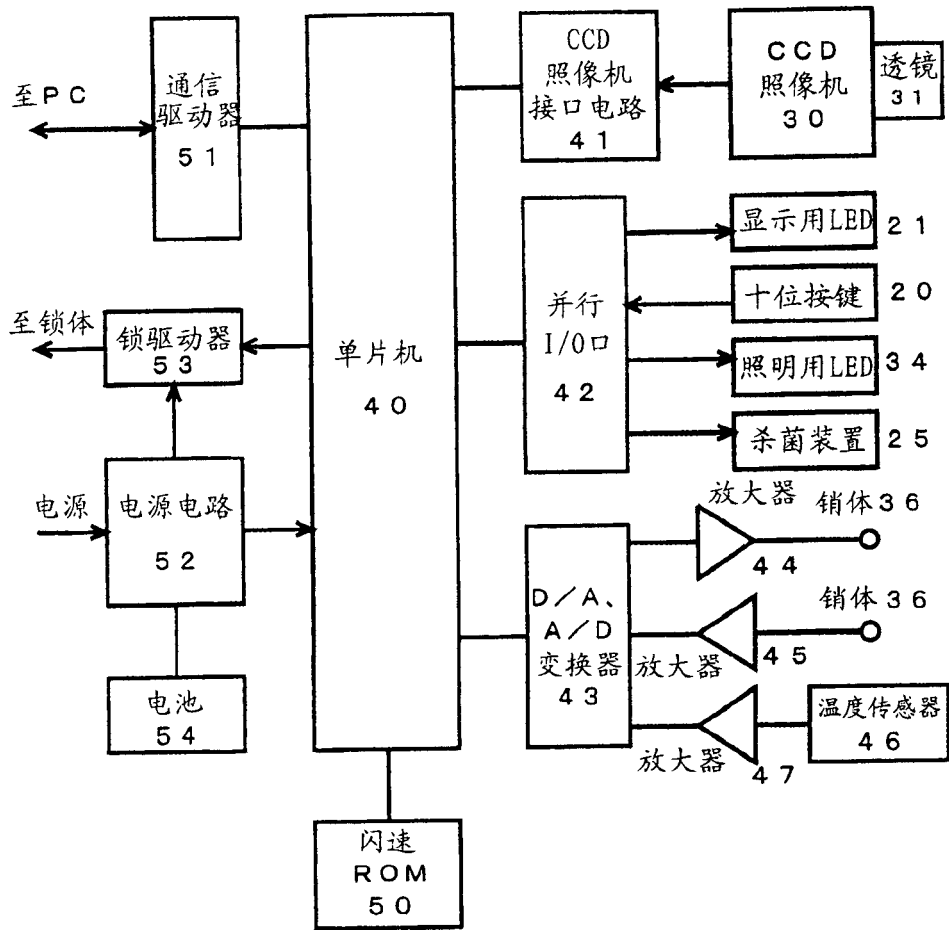 至PC
通信
驱动器
51
至锁体
锁驱动器
53
电源
电源电路
52
电池
54
单片机
40
闪速
ROM
50
CCD
照像机
接口电路
41
CCD
照像机
30
透镜
31
并行
I/O口
42
显示用LED 21
十位按键 20
照明用LED 34
杀菌装置 25
D/A、
A/D
变换器
43
放大器
44
销体36
放大器
45
销体36
放大器
47
温度传感器
46